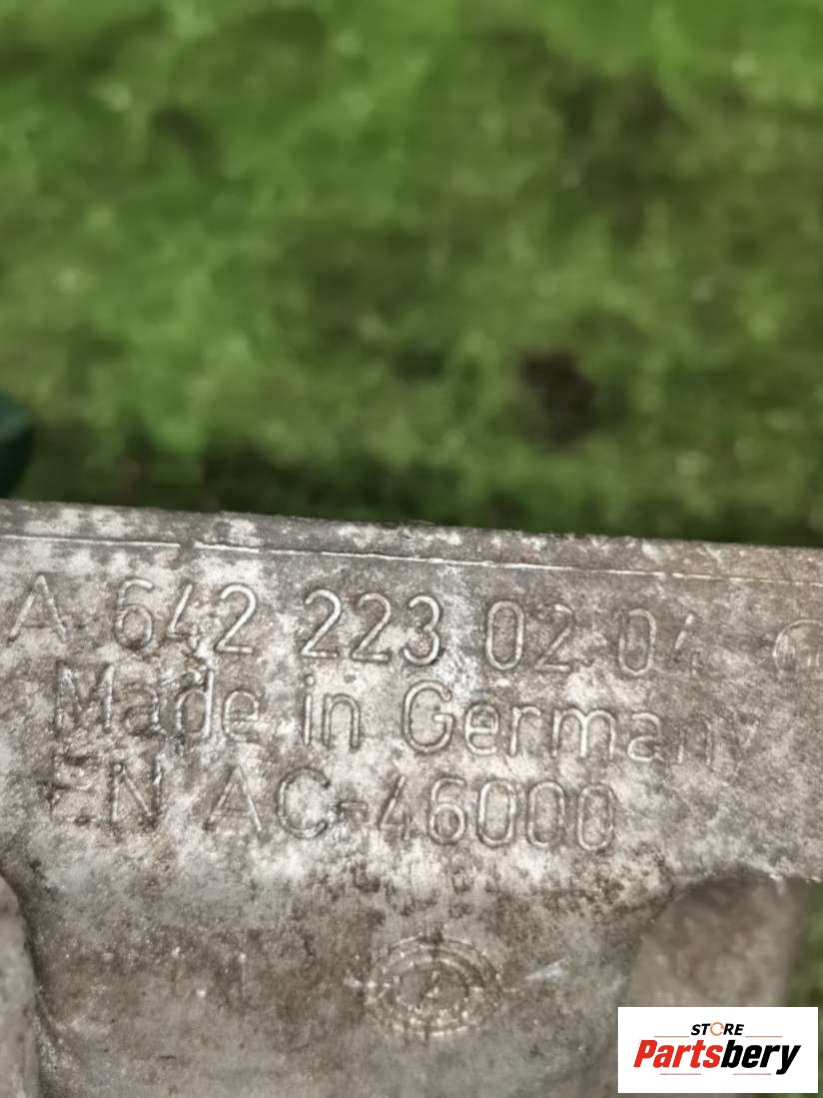 A 642 223 02 04
Made in Germany
EN AC-46000
STORE
Partsbery